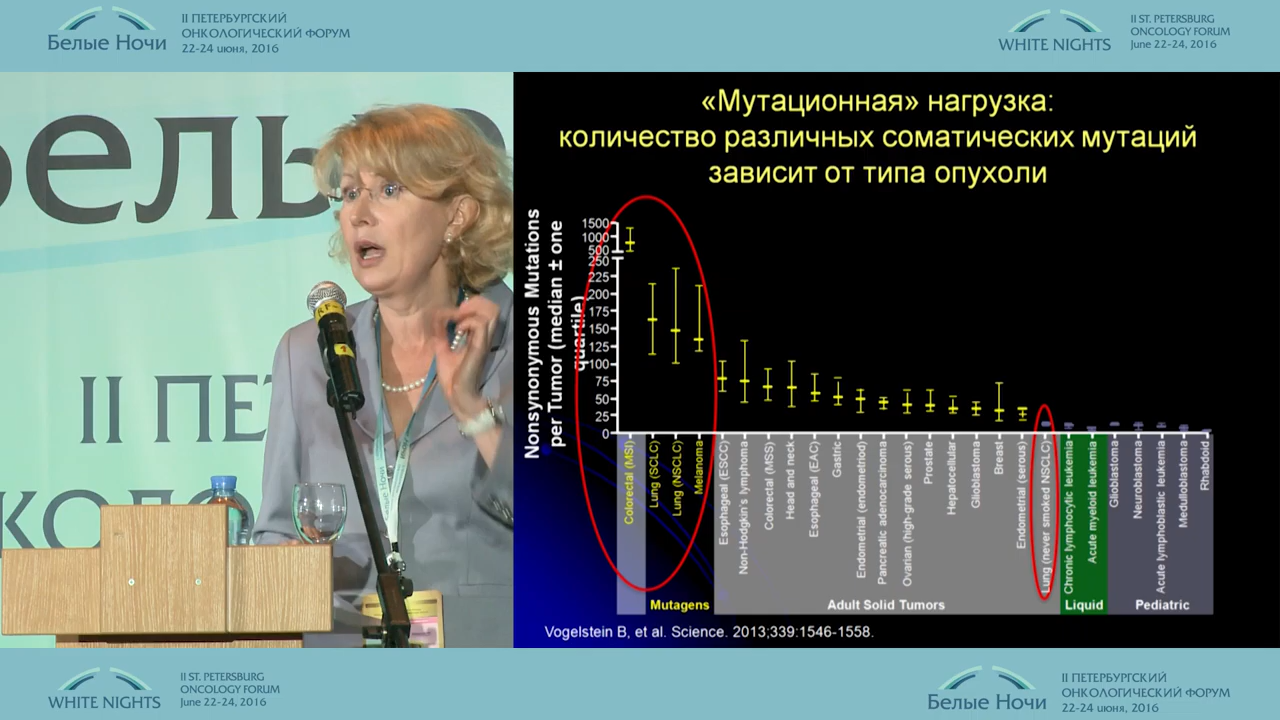 II ПЕТЕРБУРГСКИЙ
ОНКОЛОГИЧЕСКИЙ ФОРУМ
22-24 июня, 2016
Белые Ночи
II ST. PETERSBURG
ONCOLOGY FORUM
June 22-24, 2016
WHITE NIGHTS
II ПЕ
«Мутационная» нагрузка:
количество различных соматических мутаций
зависит от типа опухоли
Nonsynonymous Mutations
per Tumor (median ± one
quartile)
1500
1000
500
250
225
200
175
150
125
100
75
50
25
0
Colorectal (MSI)
Lung (SCLC)
Lung (NSCLC)
Melanoma
Esophageal (ESCC)
Non-Hodgkin's lymphoma
Colorectal (MSS)
Head and neck
Esophageal (EAC)
Gastric
Endometrial (endometriod)
Pancreatic adenocarcinoma
Ovarian (high-grade serous)
Prostate
Hepatocellular
Glioblastoma
Breast
Endometrial (serous)
Lung (never smoked NSCLC)
Chronic lymphocytic leukemia
Acute myeloid leukemia
Glioblastoma
Neuroblastoma
Acute lymphoblastic leukemia
Medulloblastoma
Rhabdoid
Mutagens
Adult Solid Tumors
Liquid
Pediatric
Vogelstein B, et al. Science. 2013;339:1546-1558.
WHITE NIGHTS
II ST. PETERSBURG
ONCOLOGY FORUM
June 22-24, 2016
Белые Ночи
II ПЕТЕРБУРГСКИЙ
ОНКОЛОГИЧЕСКИЙ ФОРУМ
22-24 июня, 2016